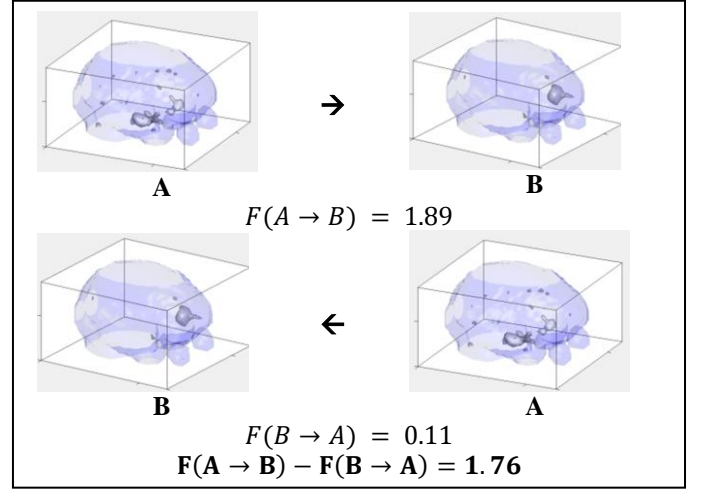 →
A B
F(A → B) = 1.89
←
B A
F(B → A) = 0.11
F(A → B) − F(B → A) = 1.76